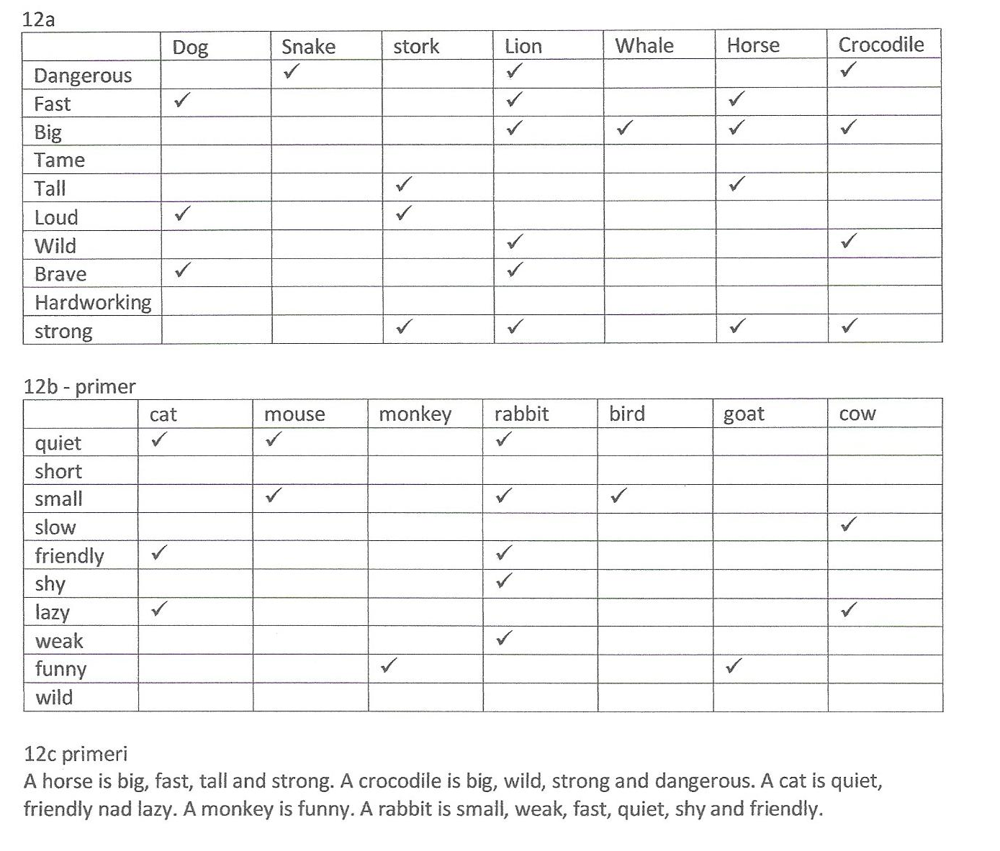 12a
Dog Snake stork Lion Whale Horse Crocodile
Dangerous ✓ ✓ ✓
Fast ✓ ✓ ✓
Big ✓ ✓ ✓ ✓
Tame
Tall ✓ ✓
Loud ✓ ✓
Wild ✓ ✓
Brave ✓ ✓
Hardworking
strong ✓ ✓ ✓ ✓
12b - primer
cat mouse monkey rabbit bird goat cow
quiet ✓ ✓ ✓
short
small ✓ ✓ ✓
slow ✓
friendly ✓ ✓
shy ✓
lazy ✓ ✓
weak ✓
funny ✓ ✓
wild
12c primeri
A horse is big, fast, tall and strong. A crocodile is big, wild, strong and dangerous. A cat is quiet,
friendly nad lazy. A monkey is funny. A rabbit is small, weak, fast, quiet, shy and friendly.